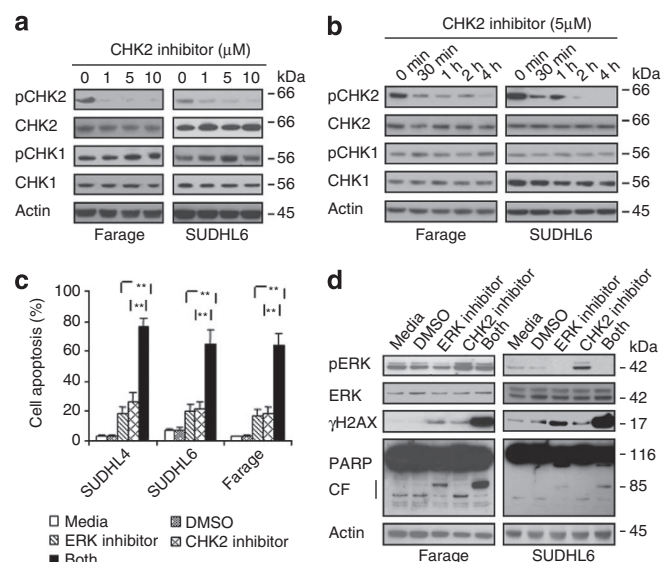 a
CHK2 inhibitor (μM)
0 1 5 10 0 1 5 10 kDa
pCHK2 -66
CHK2 -66
pCHK1 -56
CHK1 -56
Actin -45
Farage SUDHL6
b
CHK2 inhibitor (5μM)
0 min 30 min 1 h 2 h 4 h 0 min 30 min 1 h 2 h 4 h kDa
pCHK2 -66
CHK2 -66
pCHK1 -56
CHK1 -56
Actin -45
Farage SUDHL6
c
Cell apoptosis (%)
100
80
60
40
20
0
** ** **
** ** **
SUDHL4 SUDHL6 Farage
Media DMSO
ERK inhibitor CHK2 inhibitor
Both
d
Media DMSO ERK inhibitor CHK2 inhibitor Both Media DMSO ERK inhibitor CHK2 inhibitor Both
kDa
pERK -42
ERK -42
γH2AX -17
PARP -116
CF -85
Actin -45
Farage SUDHL6